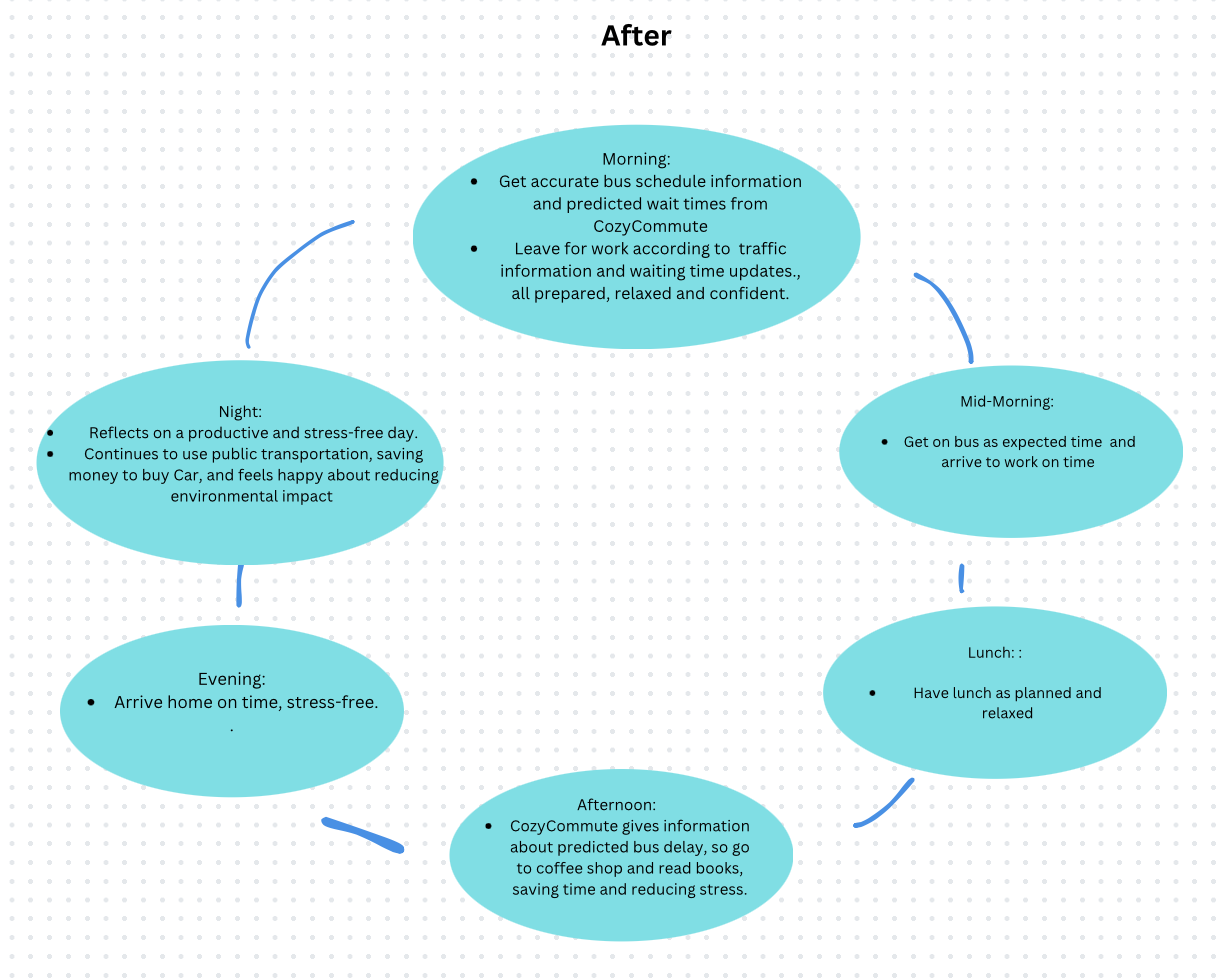 After
Morning:
• Get accurate bus schedule information
and predicted wait times from
CozyCommute
• Leave for work according to  traffic
information and waiting time updates.,
all prepared, relaxed and confident.
Mid-Morning:
• Get on bus as expected time  and
arrive to work on time
Lunch: :
• Have lunch as planned and
relaxed
Afternoon:
• CozyCommute gives information
about predicted bus delay, so go
to coffee shop and read books,
saving time and reducing stress.
Evening:
• Arrive home on time, stress-free.
.
Night:
• Reflects on a productive and stress-free day.
• Continues to use public transportation, saving
money to buy Car, and feels happy about reducing
environmental impact